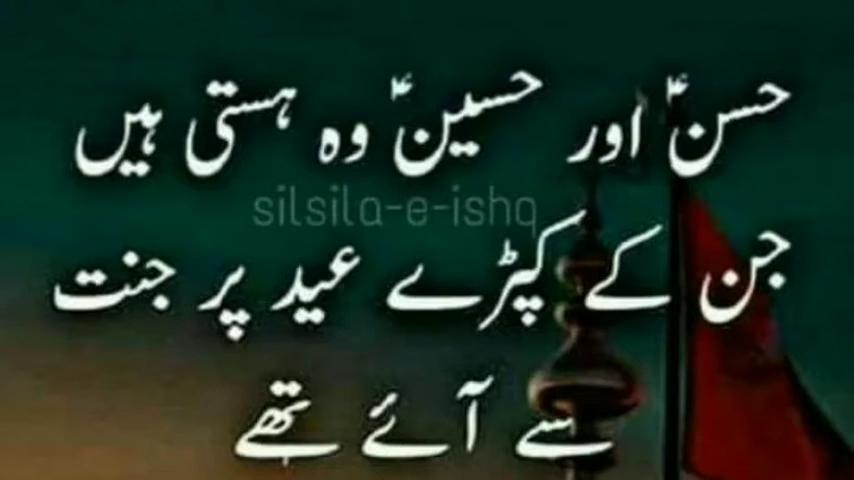 حسنؑ اور حسینؑ وہ ہستی ہیں
silsila-e-ishq
جن کے کپڑے عید پر جنت
سے آئے تھے